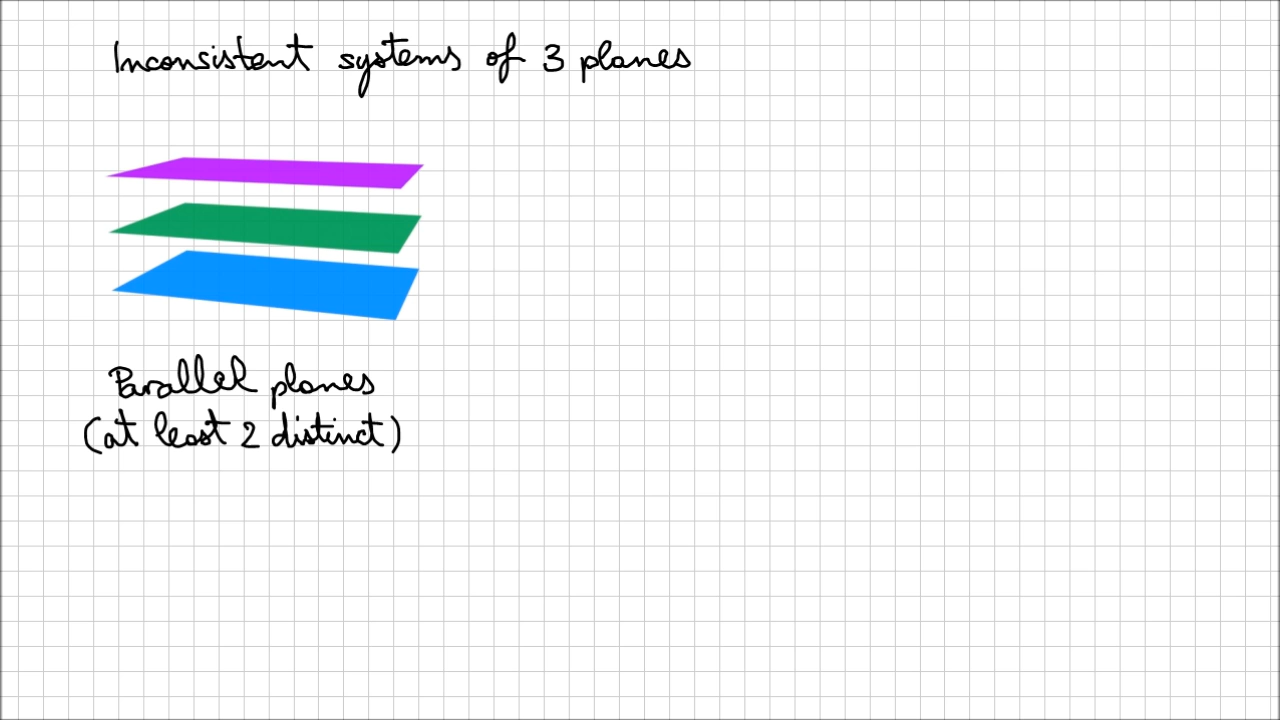 Inconsistent systems of 3 planes
Parallel planes
(at least 2 distinct)